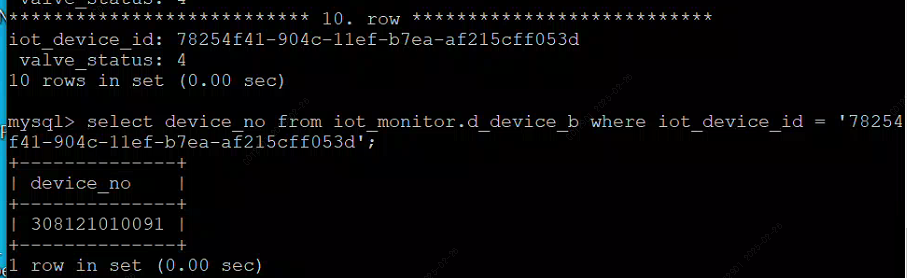 valve_status: 4
*************************** 10. row ***************************
iot_device_id: 78254f41-904c-11ef-b7ea-af215cff053d
valve_status: 4
10 rows in set (0.00 sec)
mysql> select device_no from iot_monitor.d_device_b where iot_device_id = '78254
f41-904c-11ef-b7ea-af215cff053d';
+--------------+
| device_no    |
+--------------+
| 308121010091 |
+--------------+
1 row in set (0.00 sec)